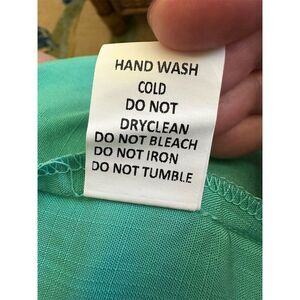 HAND WASH
COLD
DO NOT
DRYCLEAN
DO NOT BLEACH
DO NOT IRON
DO NOT TUMBLE